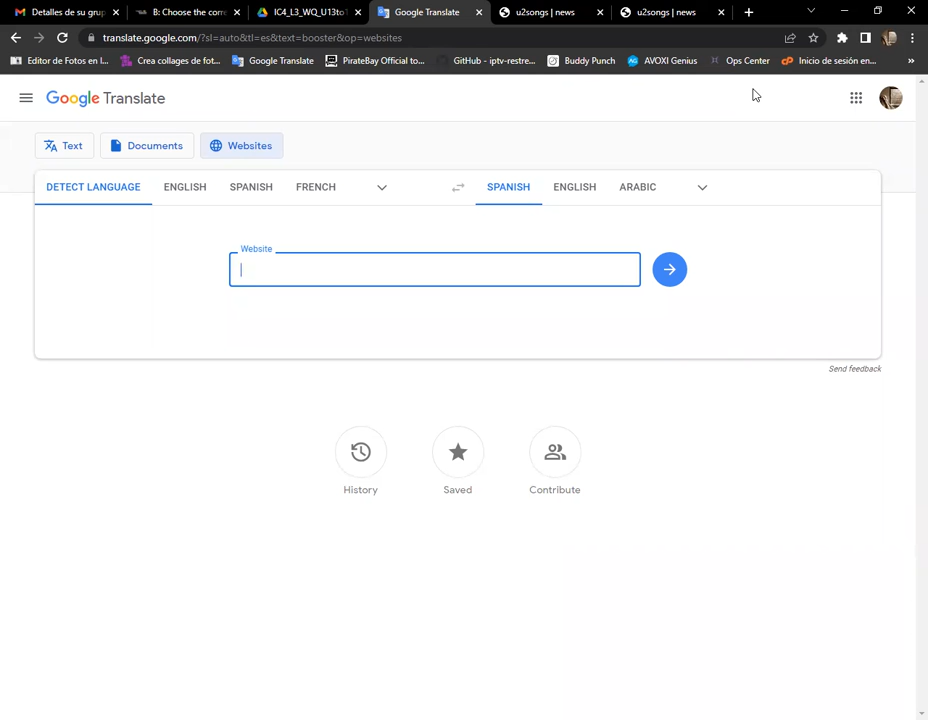 Detalles de su grup
B: Choose the corre
IC4_L3_WQ_U13to1
Google Translate
u2songs | news
u2songs | news
translate.google.com/?sl=auto&tl=es&text=booster&op=websites
Editor de Fotos en l...
Crea collages de fot...
Google Translate
PirateBay Official to...
GitHub - iptv-restre...
Buddy Punch
AVOXI Genius
Ops Center
Inicio de sesión en...
»
Google Translate
Text
Documents
Websites
DETECT LANGUAGE
ENGLISH
SPANISH
FRENCH
SPANISH
ENGLISH
ARABIC
Website
Send feedback
History
Saved
Contribute